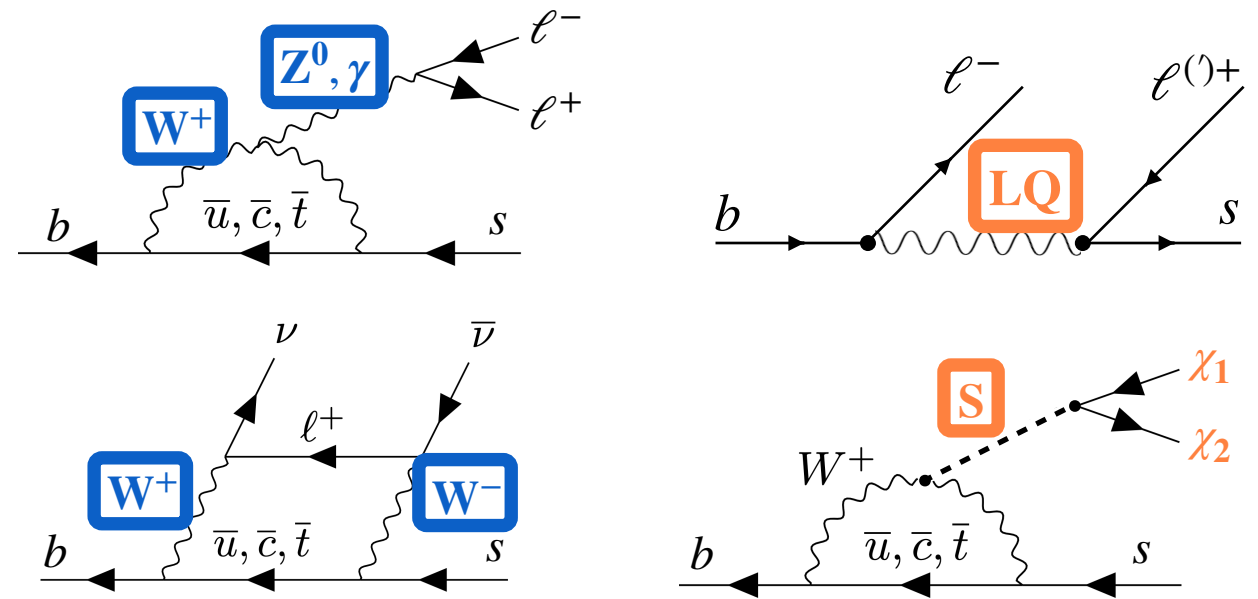 ℓ⁻
Z⁰, γ
ℓ⁺
W⁺
u̅, c̅, t̅
b
s
ℓ⁻
ℓ⁽′⁾⁺
LQ
b
s
ν
ν̅
ℓ⁺
W⁺
W⁻
u̅, c̅, t̅
b
s
χ₁
S
χ₂
W⁺
u̅, c̅, t̅
b
s